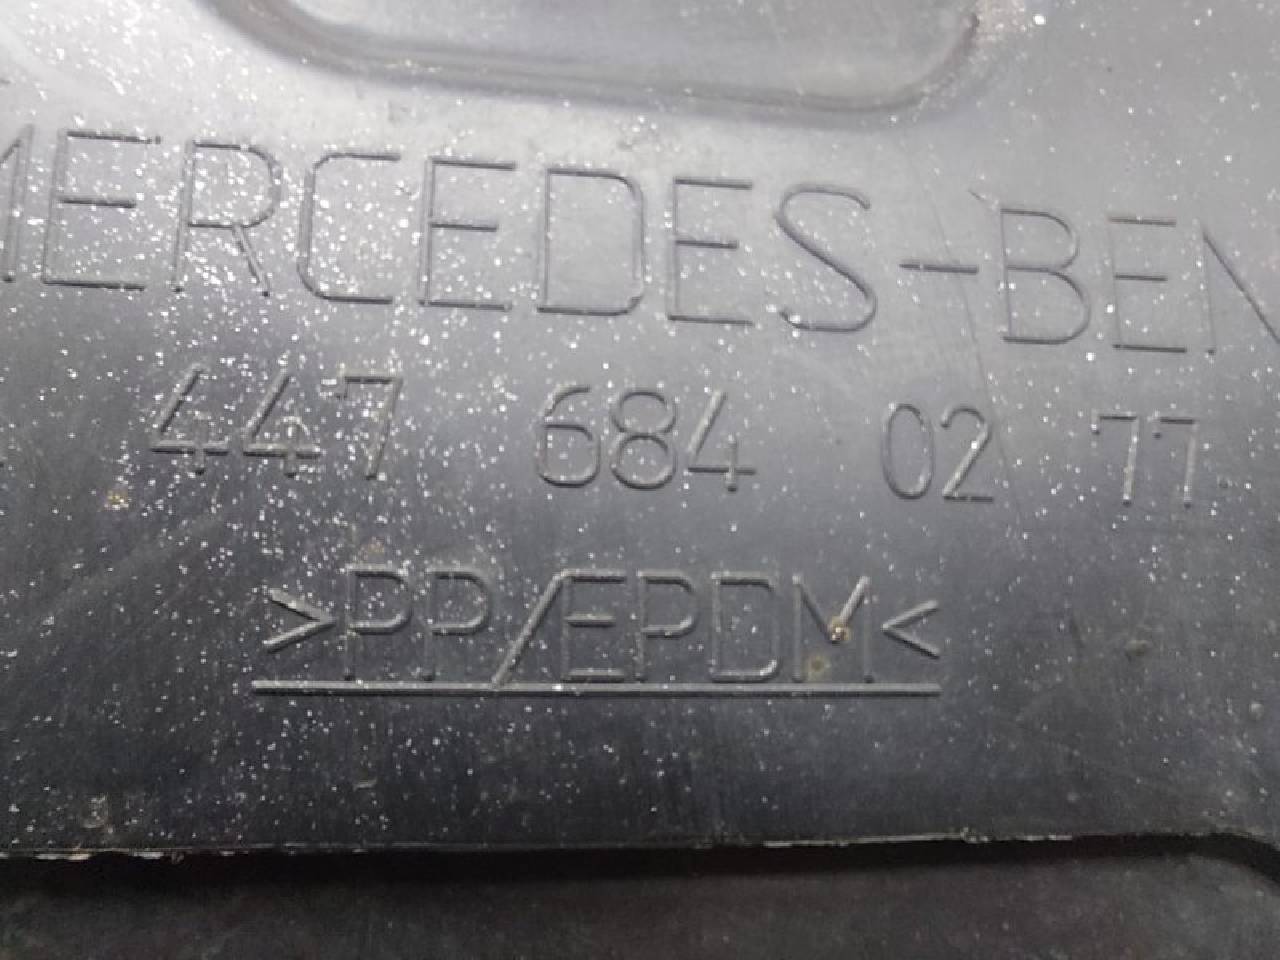 MERCEDES-BEN
447 684 02 77
>PP/EPDM<